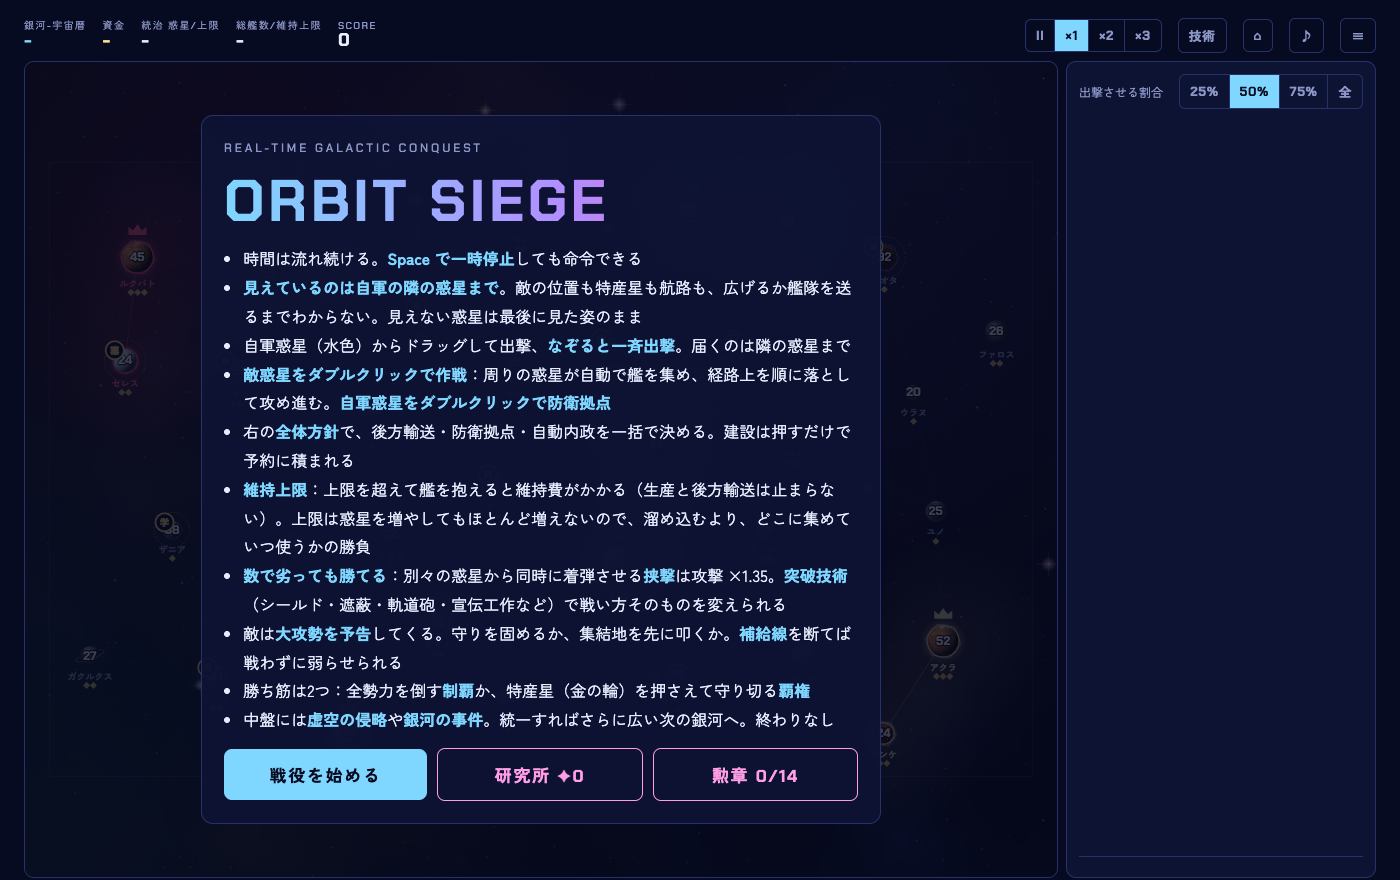 銀河-宇宙暦 資金 統治 惑星/上限 総艦数/維持上限 SCORE
– – – – 0
II ×1 ×2 ×3 技術 ⌂ ♪ ≡
出撃させる割合 25% 50% 75% 全
REAL-TIME GALACTIC CONQUEST
ORBIT SIEGE
• 時間は流れ続ける。Space で一時停止しても命令できる
• 見えているのは自軍の隣の惑星まで。敵の位置も特産星も航路も、広げるか艦隊を送
るまでわからない。見えない惑星は最後に見た姿のまま
• 自軍惑星（水色）からドラッグして出撃、なぞると一斉出撃。届くのは隣の惑星まで
• 敵惑星をダブルクリックで作戦：周りの惑星が自動で艦を集め、経路上を順に落とし
て攻め進む。自軍惑星をダブルクリックで防衛拠点
• 右の全体方針で、後方輸送・防衛拠点・自動内政を一括で決める。建設は押すだけで
予約に積まれる
• 維持上限：上限を超えて艦を抱えると維持費がかかる（生産と後方輸送は止まらな
い）。上限は惑星を増やしてもほとんど増えないので、溜め込むより、どこに集めて
いつ使うかの勝負
• 数で劣っても勝てる：別々の惑星から同時に着弾させる挟撃は攻撃 ×1.35。突破技術
（シールド・遮蔽・軌道砲・宣伝工作など）で戦い方そのものを変えられる
• 敵は大攻勢を予告してくる。守りを固めるか、集結地を先に叩くか。補給線を断てば
戦わずに弱らせられる
• 勝ち筋は2つ：全勢力を倒す制覇か、特産星（金の輪）を押さえて守り切る覇権
• 中盤には虚空の侵略や銀河の事件。統一すればさらに広い次の銀河へ。終わりなし
戦役を始める 研究所 ✦0 勲章 0/14
45
ルクバト
24
セレス
学
ザニア
27
ガクルクス
26
ファロス
20
ウラヌ
25
ユノ
52
アクラ